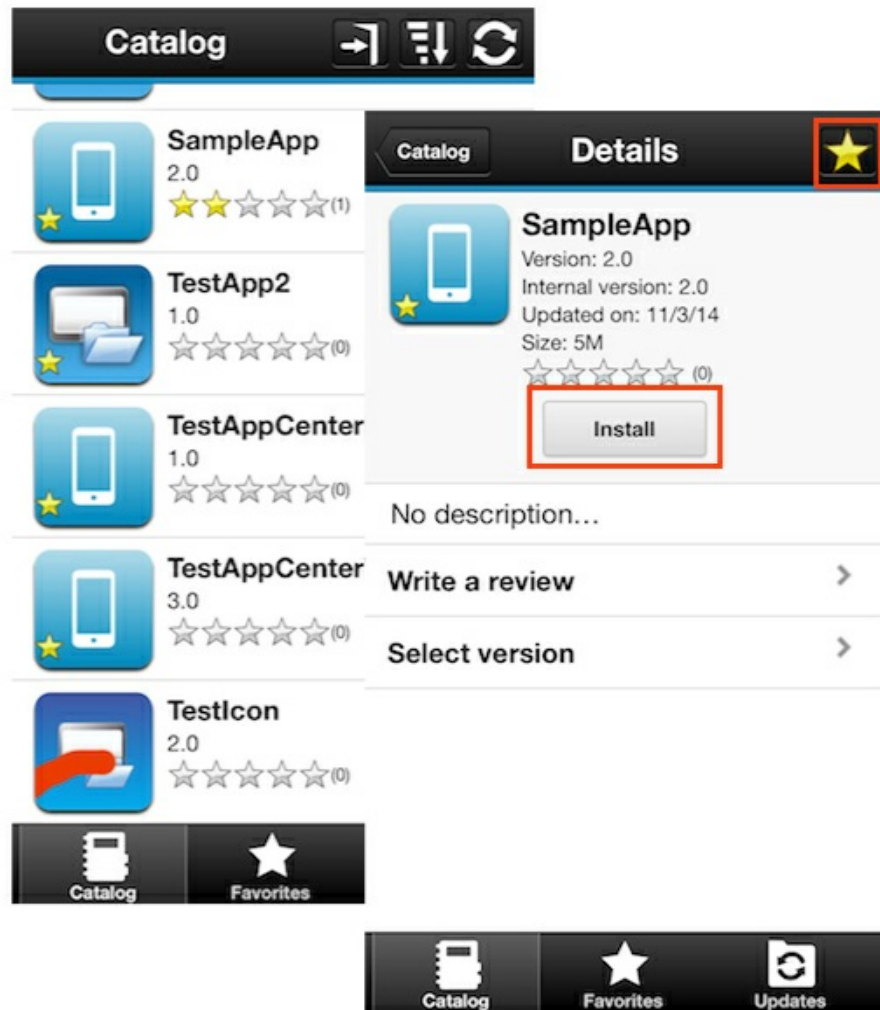 Catalog
SampleApp
2.0
(1)
TestApp2
1.0
(0)
TestAppCenter
1.0
(0)
TestAppCenter
3.0
(0)
TestIcon
2.0
(0)
Catalog
Favorites
Catalog
Details
SampleApp
Version: 2.0
Internal version: 2.0
Updated on: 11/3/14
Size: 5M
(0)
Install
No description...
Write a review
Select version
Catalog
Favorites
Updates